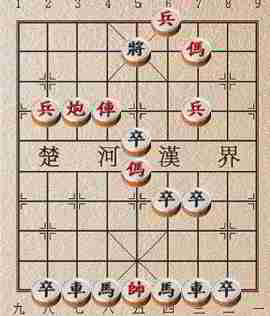 1 2 3 4 5 6 7 8 9
兵
將 傌
兵 炮 俥 兵
卒
楚 河 漢 界
傌
卒 卒
卒 車 馬 帥 馬 車 卒
九 八 七 六 五 四 三 二 一